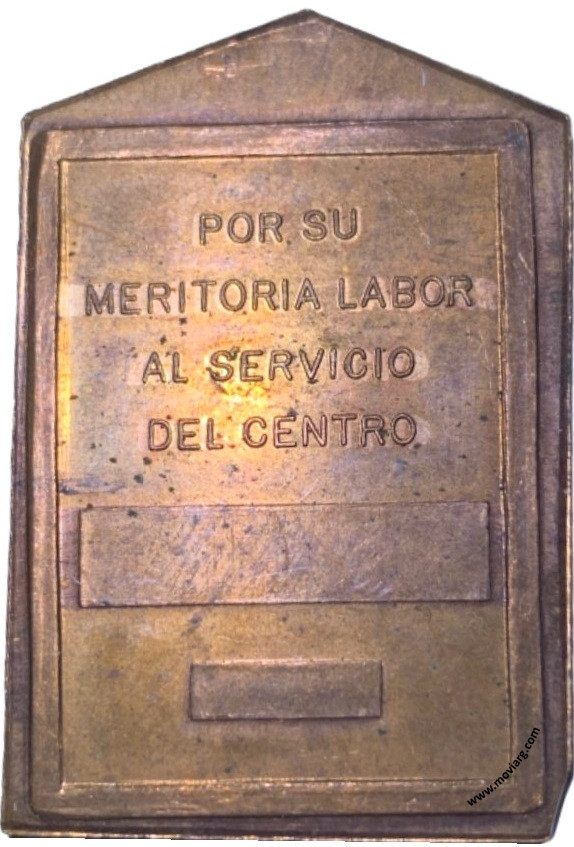 POR SU
MERITORIA LABOR
AL SERVICIO
DEL CENTRO
www.moviarg.com